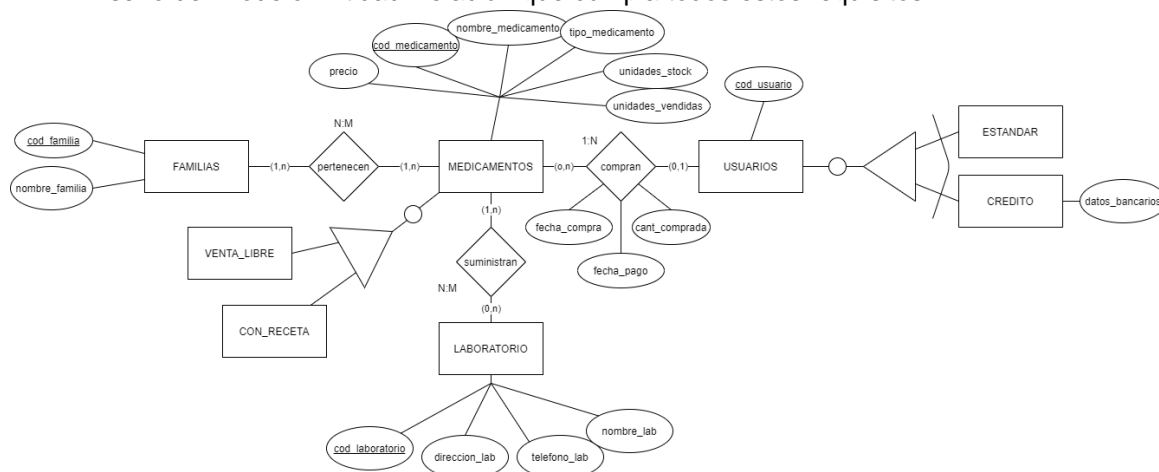 nombre_medicamento
cod_medicamento
tipo_medicamento
precio
unidades_stock
cod_usuario
unidades_vendidas
cod_familia
N:M
1:N
ESTANDAR
FAMILIAS
(1,n)
pertenecen
(1,n)
MEDICAMENTOS
(o,n)
compran
(0,1)
USUARIOS
nombre_familia
CREDITO
datos_bancarios
(1,n)
fecha_compra
cant_comprada
VENTA_LIBRE
suministran
fecha_pago
N:M
CON_RECETA
(0,n)
LABORATORIO
nombre_lab
cod_laboratorio
direccion_lab
telefono_lab